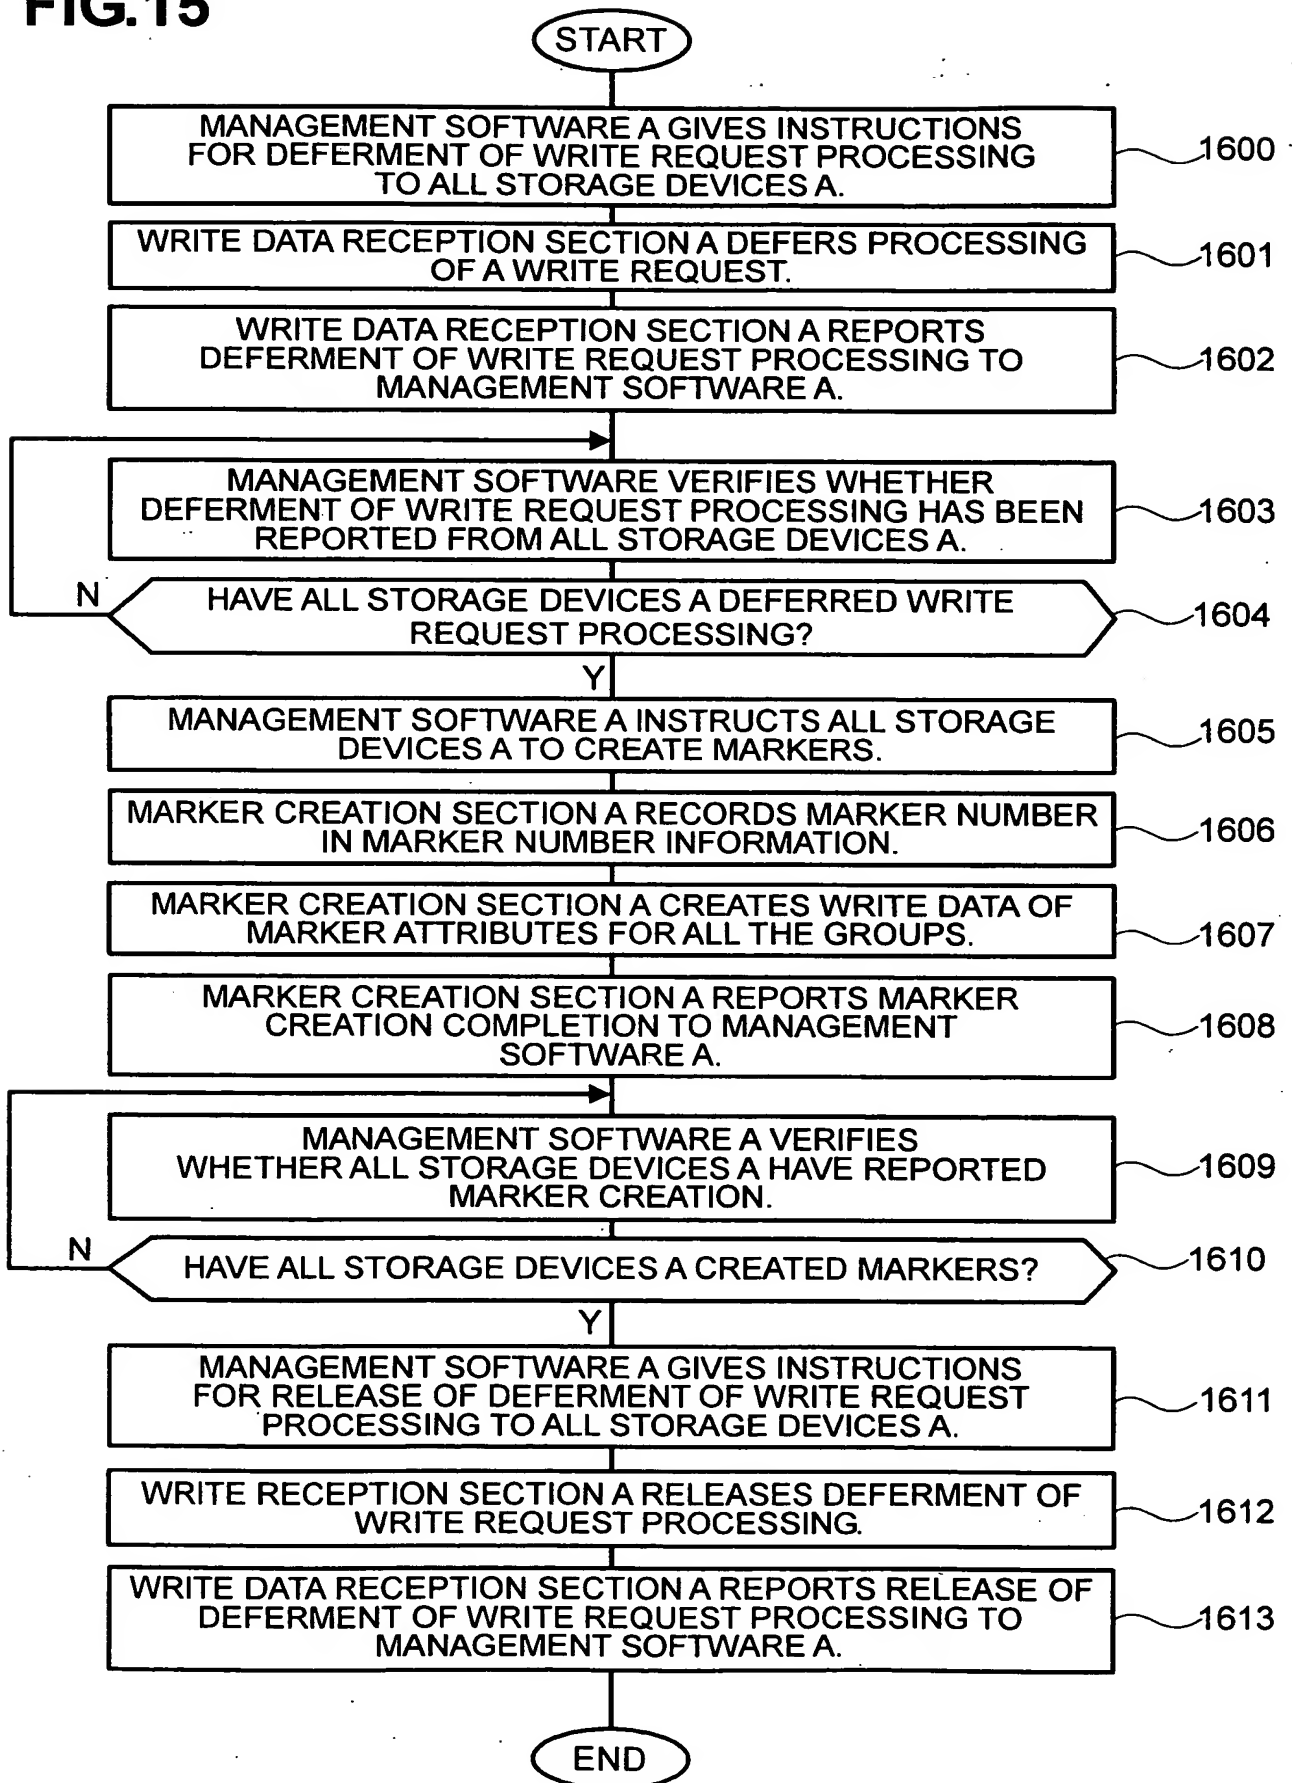 FIG.15
START
MANAGEMENT SOFTWARE A GIVES INSTRUCTIONS
FOR DEFERMENT OF WRITE REQUEST PROCESSING
TO ALL STORAGE DEVICES A.
1600
WRITE DATA RECEPTION SECTION A DEFERS PROCESSING
OF A WRITE REQUEST.
1601
WRITE DATA RECEPTION SECTION A REPORTS
DEFERMENT OF WRITE REQUEST PROCESSING TO
MANAGEMENT SOFTWARE A.
1602
MANAGEMENT SOFTWARE VERIFIES WHETHER
DEFERMENT OF WRITE REQUEST PROCESSING HAS BEEN
REPORTED FROM ALL STORAGE DEVICES A.
1603
N
HAVE ALL STORAGE DEVICES A DEFERRED WRITE
REQUEST PROCESSING?
1604
Y
MANAGEMENT SOFTWARE A INSTRUCTS ALL STORAGE
DEVICES A TO CREATE MARKERS.
1605
MARKER CREATION SECTION A RECORDS MARKER NUMBER
IN MARKER NUMBER INFORMATION.
1606
MARKER CREATION SECTION A CREATES WRITE DATA OF
MARKER ATTRIBUTES FOR ALL THE GROUPS.
1607
MARKER CREATION SECTION A REPORTS MARKER
CREATION COMPLETION TO MANAGEMENT
SOFTWARE A.
1608
MANAGEMENT SOFTWARE A VERIFIES
WHETHER ALL STORAGE DEVICES A HAVE REPORTED
MARKER CREATION.
1609
N
HAVE ALL STORAGE DEVICES A CREATED MARKERS?
1610
Y
MANAGEMENT SOFTWARE A GIVES INSTRUCTIONS
FOR RELEASE OF DEFERMENT OF WRITE REQUEST
PROCESSING TO ALL STORAGE DEVICES A.
1611
WRITE RECEPTION SECTION A RELEASES DEFERMENT OF
WRITE REQUEST PROCESSING.
1612
WRITE DATA RECEPTION SECTION A REPORTS RELEASE OF
DEFERMENT OF WRITE REQUEST PROCESSING TO
MANAGEMENT SOFTWARE A.
1613
END